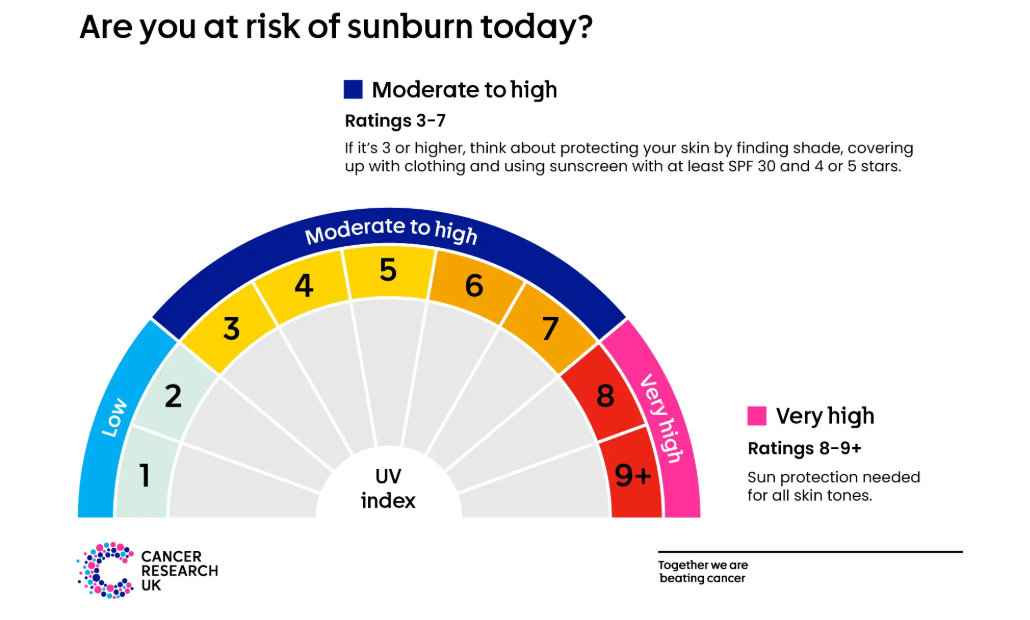 Are you at risk of sunburn today?
Moderate to high
Ratings 3-7
If it's 3 or higher, think about protecting your skin by finding shade, covering
up with clothing and using sunscreen with at least SPF 30 and 4 or 5 stars.
Moderate to high
Low
Very high
1
2
3
4
5
6
7
8
9+
UV
index
Very high
Ratings 8-9+
Sun protection needed
for all skin tones.
CANCER
RESEARCH
UK
Together we are
beating cancer